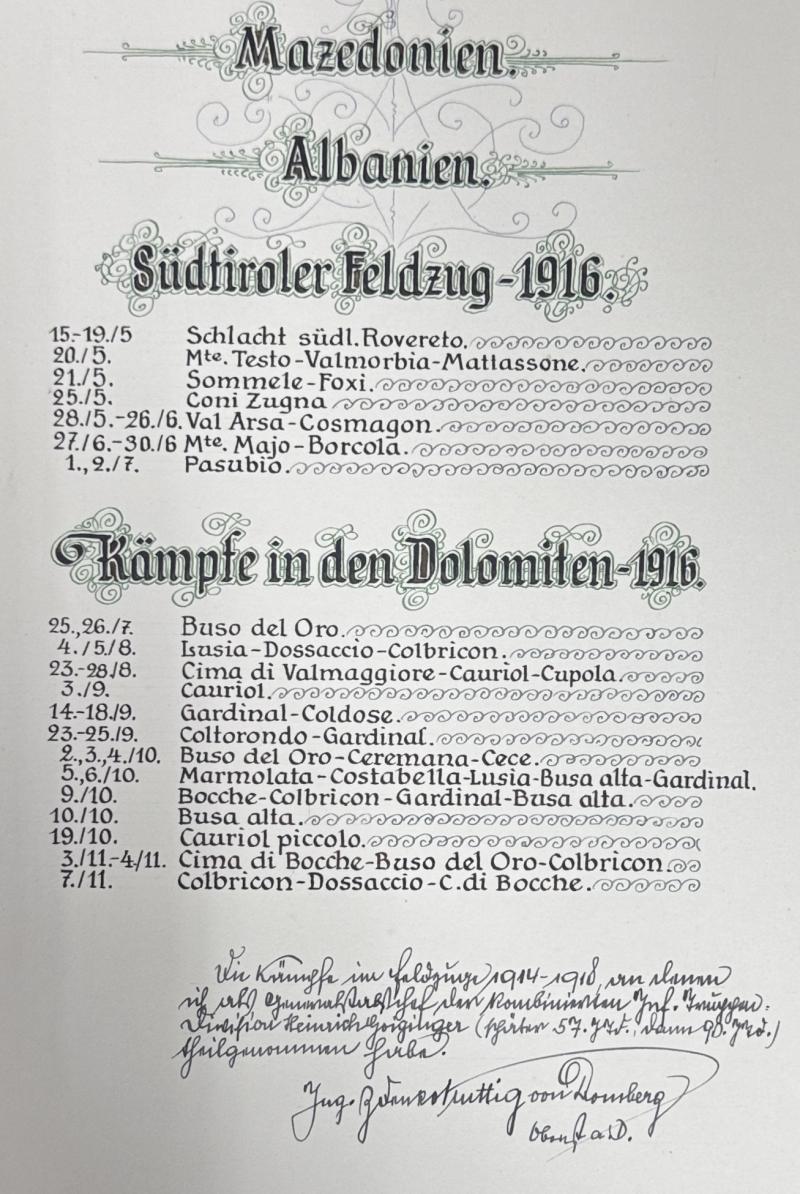 Mazedonien.
Albanien.
Südtiroler Feldzug-1916.
15.-19./5 Schlacht südl. Rovereto.
20./5. Mte. Testo-Valmorbia-Mattassone.
21./5. Sommele-Foxi.
25./5. Coni Zugna
28./5.-26./6. Val Arsa-Cosmagon.
27./6.-30./6 Mte. Majo-Borcola.
1., 2./7. Pasubio.
Kämpfe in den Dolomiten-1916.
25.,26./7. Buso del Oro.
4./5./8. Lusia-Dossaccio-Colbricon.
23.-28./8. Cima di Valmaggiore-Cauriol-Cupola.
3./9. Cauriol.
14.-18./9. Gardinal-Coldose.
23.-25./9. Coltorondo-Gardinal.
2.,3.,4./10. Buso del Oro-Ceremana-Cece.
5.,6./10. Marmolata-Costabella-Lusia-Busa alta-Gardinal.
9./10. Bocche-Colbricon-Gardinal-Busa alta.
10./10. Busa alta.
19./10. Cauriol piccolo.
3./11.-4/11. Cima di Bocche-Buso del Oro-Colbricon.
7./11. Colbricon-Dossaccio-C. di Bocche.
Die Kämpfe im Feldzuge 1914-1918, an denen
ich als Generalstabschef der kombinierten Inf. Truppen-
Division Heinrich Goiginger (später 57. ITD., dann 90. ITD.)
theilgenommen habe.
Ing. von Domberg
Oberst a.D.